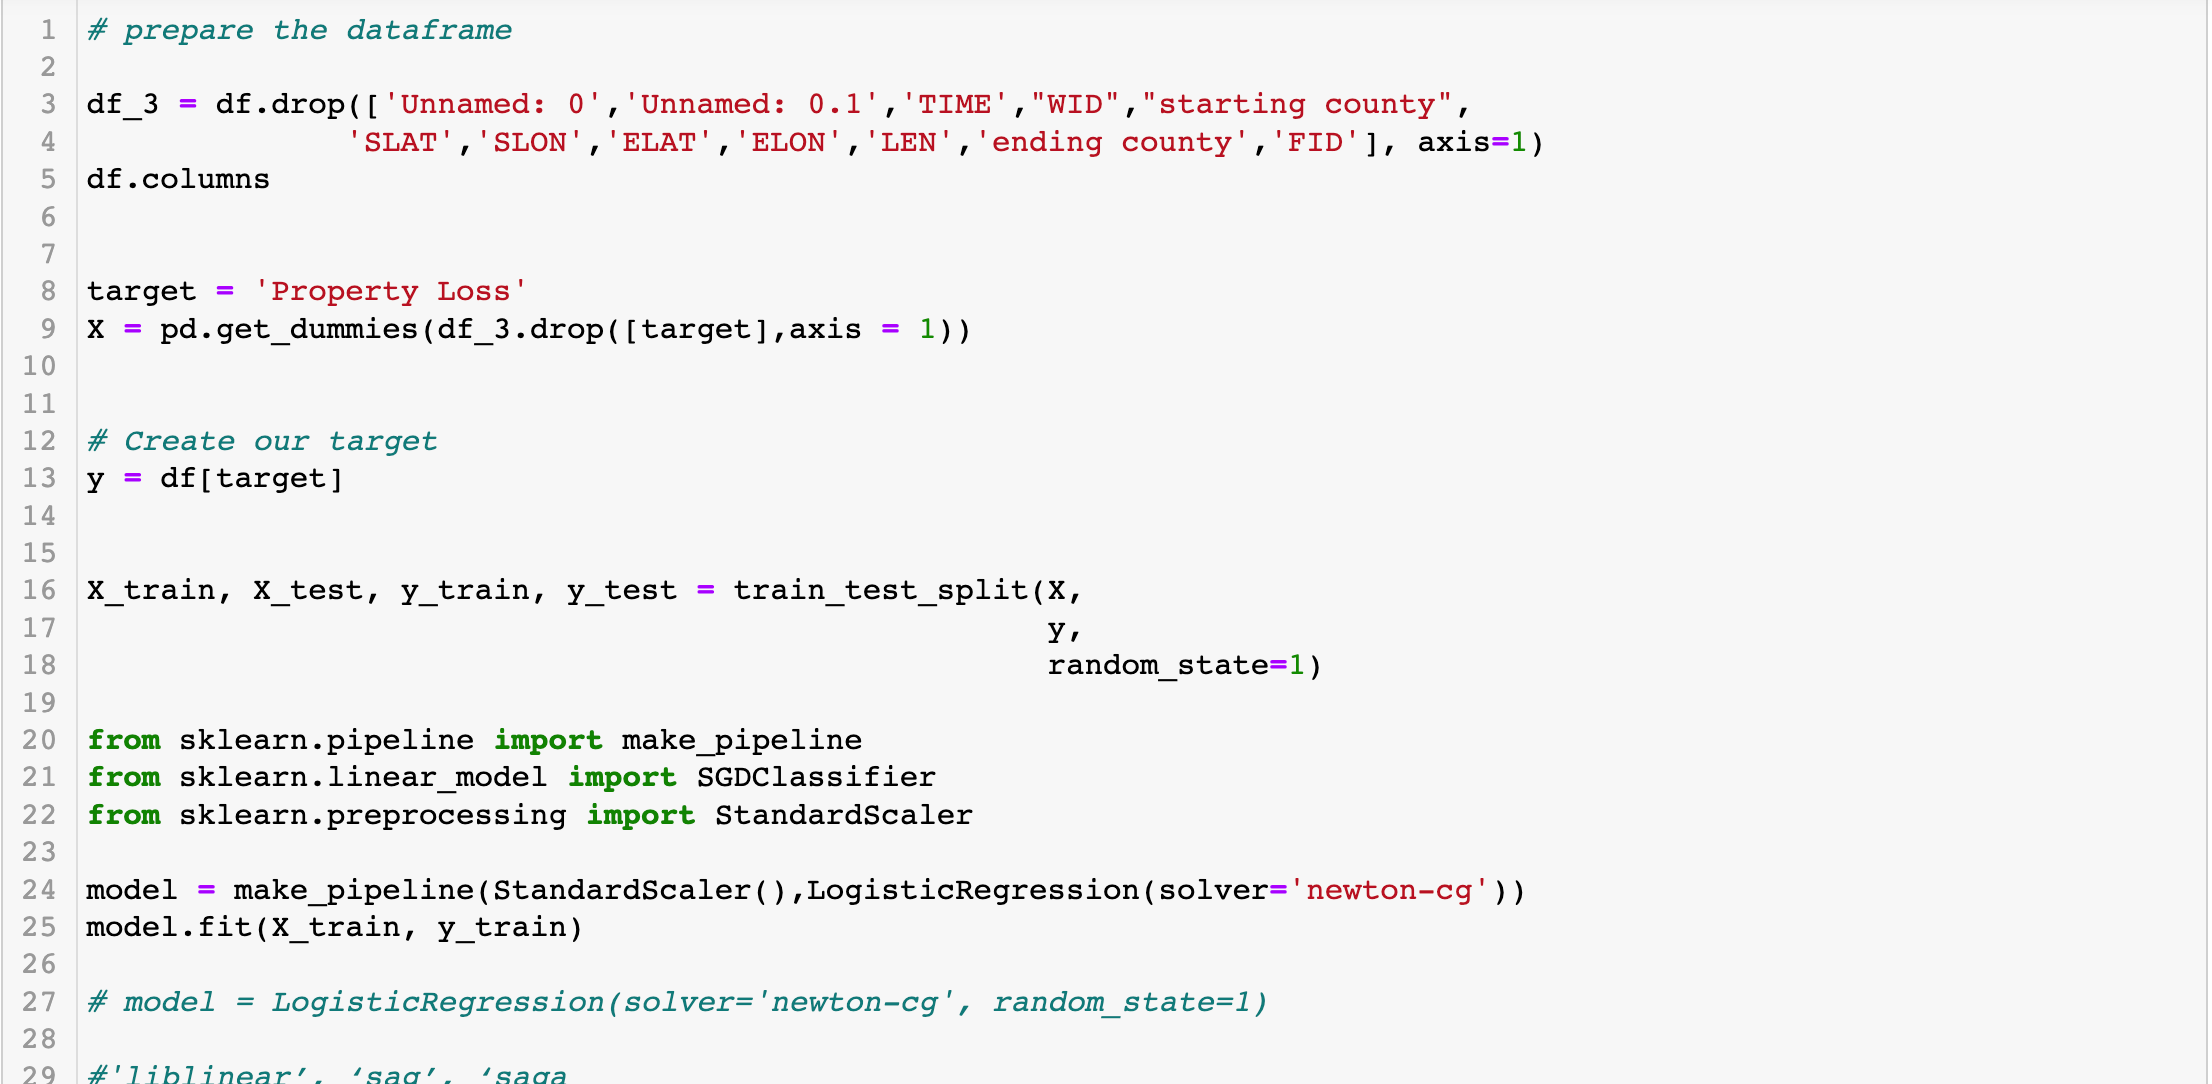 1 # prepare the dataframe
2
3 df_3 = df.drop(['Unnamed: 0','Unnamed: 0.1','TIME',"WID","starting county",
4               'SLAT','SLON','ELAT','ELON','LEN','ending county','FID'], axis=1)
5 df.columns
6
7
8 target = 'Property Loss'
9 X = pd.get_dummies(df_3.drop([target],axis = 1))
10
11
12 # Create our target
13 y = df[target]
14
15
16 X_train, X_test, y_train, y_test = train_test_split(X,
17                                                     y,
18                                                     random_state=1)
19
20 from sklearn.pipeline import make_pipeline
21 from sklearn.linear_model import SGDClassifier
22 from sklearn.preprocessing import StandardScaler
23
24 model = make_pipeline(StandardScaler(),LogisticRegression(solver='newton-cg'))
25 model.fit(X_train, y_train)
26
27 # model = LogisticRegression(solver='newton-cg', random_state=1)
28
29 #'liblinear’, ‘sag’, ‘saga